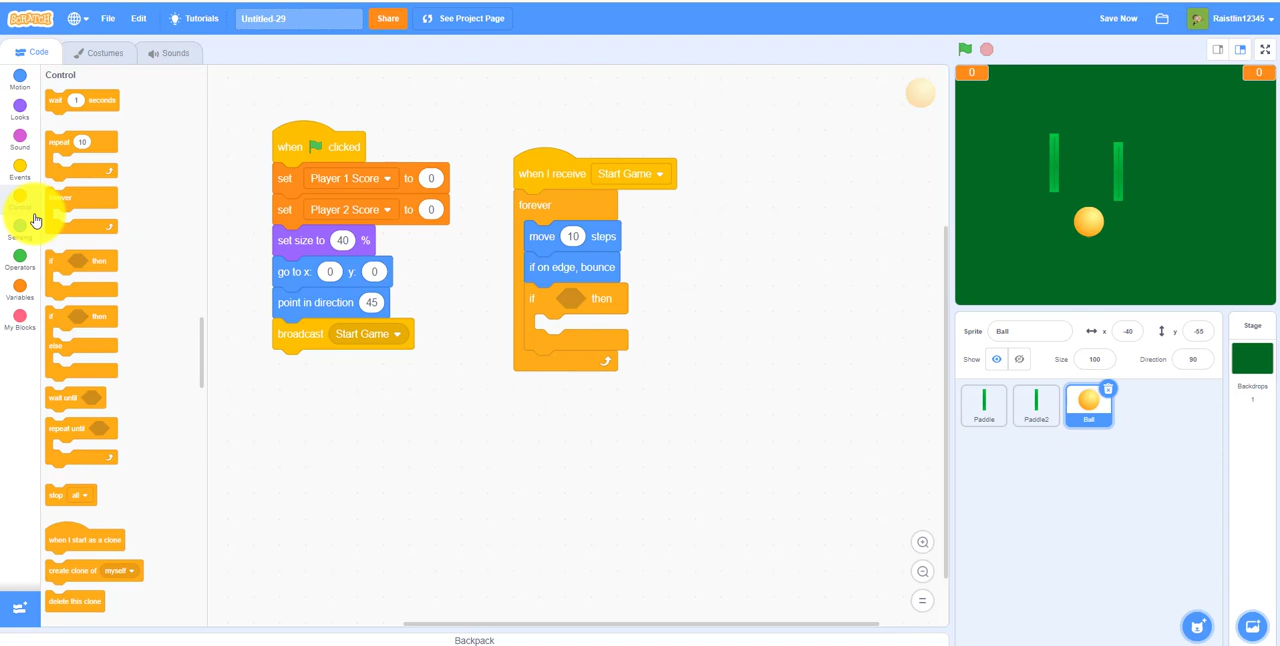 SCRATCH File Edit Tutorials Untitled-29 Share See Project Page Save Now Raistlin12345
Code Costumes Sounds
Motion
Looks
Sound
Events
Operators
Variables
My Blocks
Control
wait 1 seconds
repeat 10
if then
if then
else
wait until
repeat until
stop all
when I start as a clone
create clone of myself
delete this clone
when clicked
set Player 1 Score to 0
set Player 2 Score to 0
set size to 40 %
go to x: 0 y: 0
point in direction 45
broadcast Start Game
when I receive Start Game
forever
move 10 steps
if on edge, bounce
if then
0 0
Sprite Ball x -40 y -55
Show Size 100 Direction 90
Paddle Paddle2 Ball
Stage
Backdrops
1
Backpack